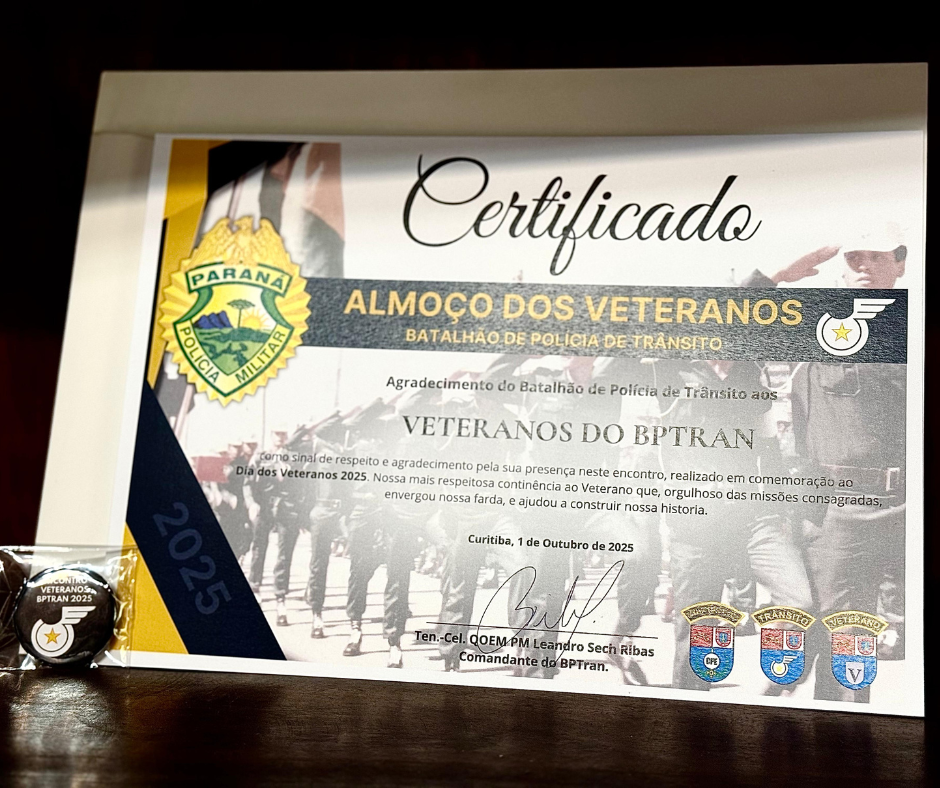 Certificado
PARANÁ
POLÍCIA MILITAR
ALMOÇO DOS VETERANOS
BATALHÃO DE POLÍCIA DE TRÂNSITO
Agradecimento do Batalhão de Polícia de Trânsito aos
VETERANOS DO BPTRAN
como sinal de respeito e agradecimento pela sua presença neste encontro, realizado em comemoração ao
Dia dos Veteranos 2025. Nossa mais respeitosa continência ao Veterano que, orgulhoso das missões consagradas,
envergou nossa farda, e ajudou a construir nossa historia.
Curitiba, 1 de Outubro de 2025
2025
Ten.-Cel. QOEM PM Leandro Sech Ribas
Comandante do BPTran.
TRÂNSITO
VETERANO
V
ENCONTRO
VETERANOS
BPTRAN 2025